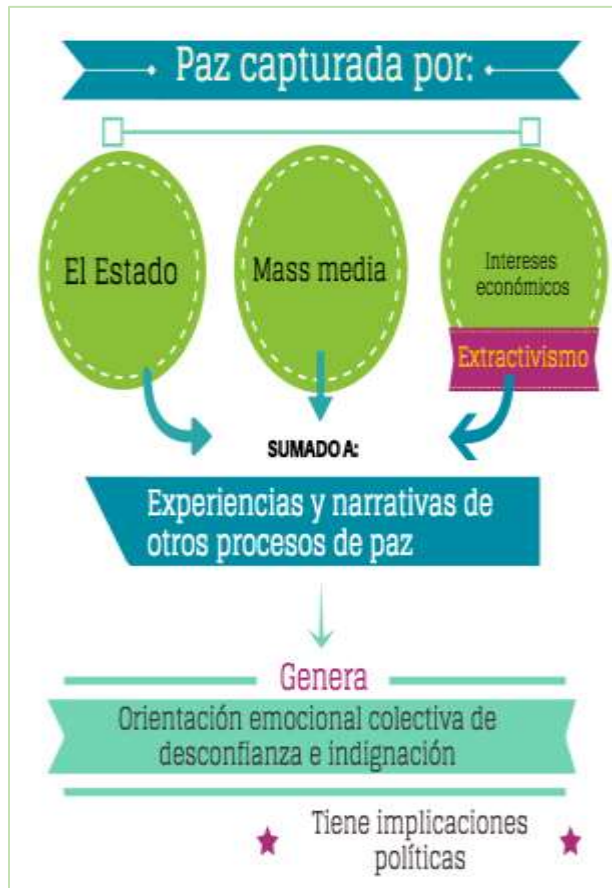 Paz capturada por:
El Estado
Mass media
Intereses
económicos
Extractivismo
SUMADO A:
Experiencias y narrativas de
otros procesos de paz
Genera
Orientación emocional colectiva de
desconfianza e indignación
Tiene implicaciones
políticas